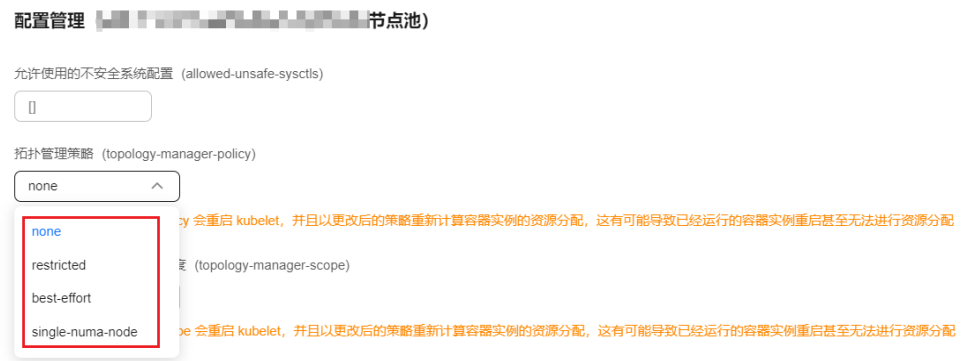 配置管理（
节点池）
允许使用的不安全系统配置 (allowed-unsafe-sysctls)
[]
拓扑管理策略 (topology-manager-policy)
none
cy 会重启 kubelet，并且以更改后的策略重新计算容器实例的资源分配，这有可能导致已经运行的容器实例重启甚至无法进行资源分配
none
restricted
度 (topology-manager-scope)
best-effort
single-numa-node
pe 会重启 kubelet，并且以更改后的策略重新计算容器实例的资源分配，这有可能导致已经运行的容器实例重启甚至无法进行资源分配